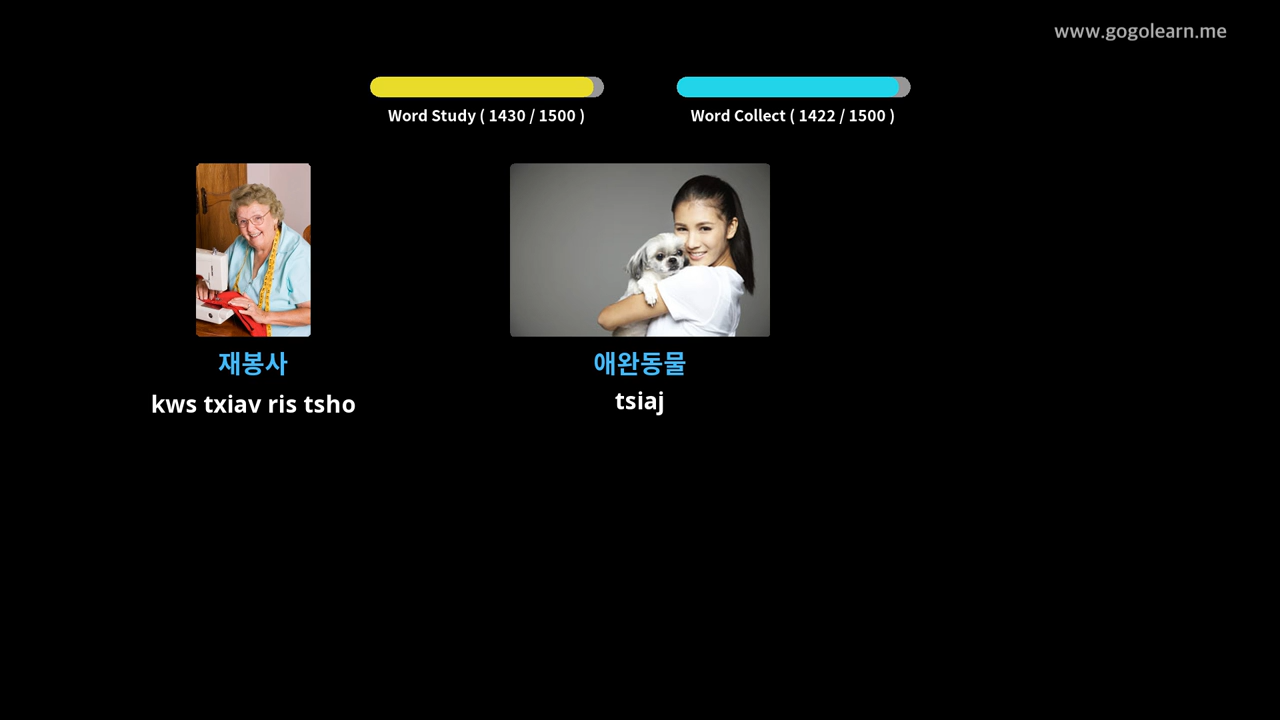 www.gogolearn.me
Word Study ( 1430 / 1500 )
Word Collect ( 1422 / 1500 )
재봉사
kws txiav ris tsho
애완동물
tsiaj